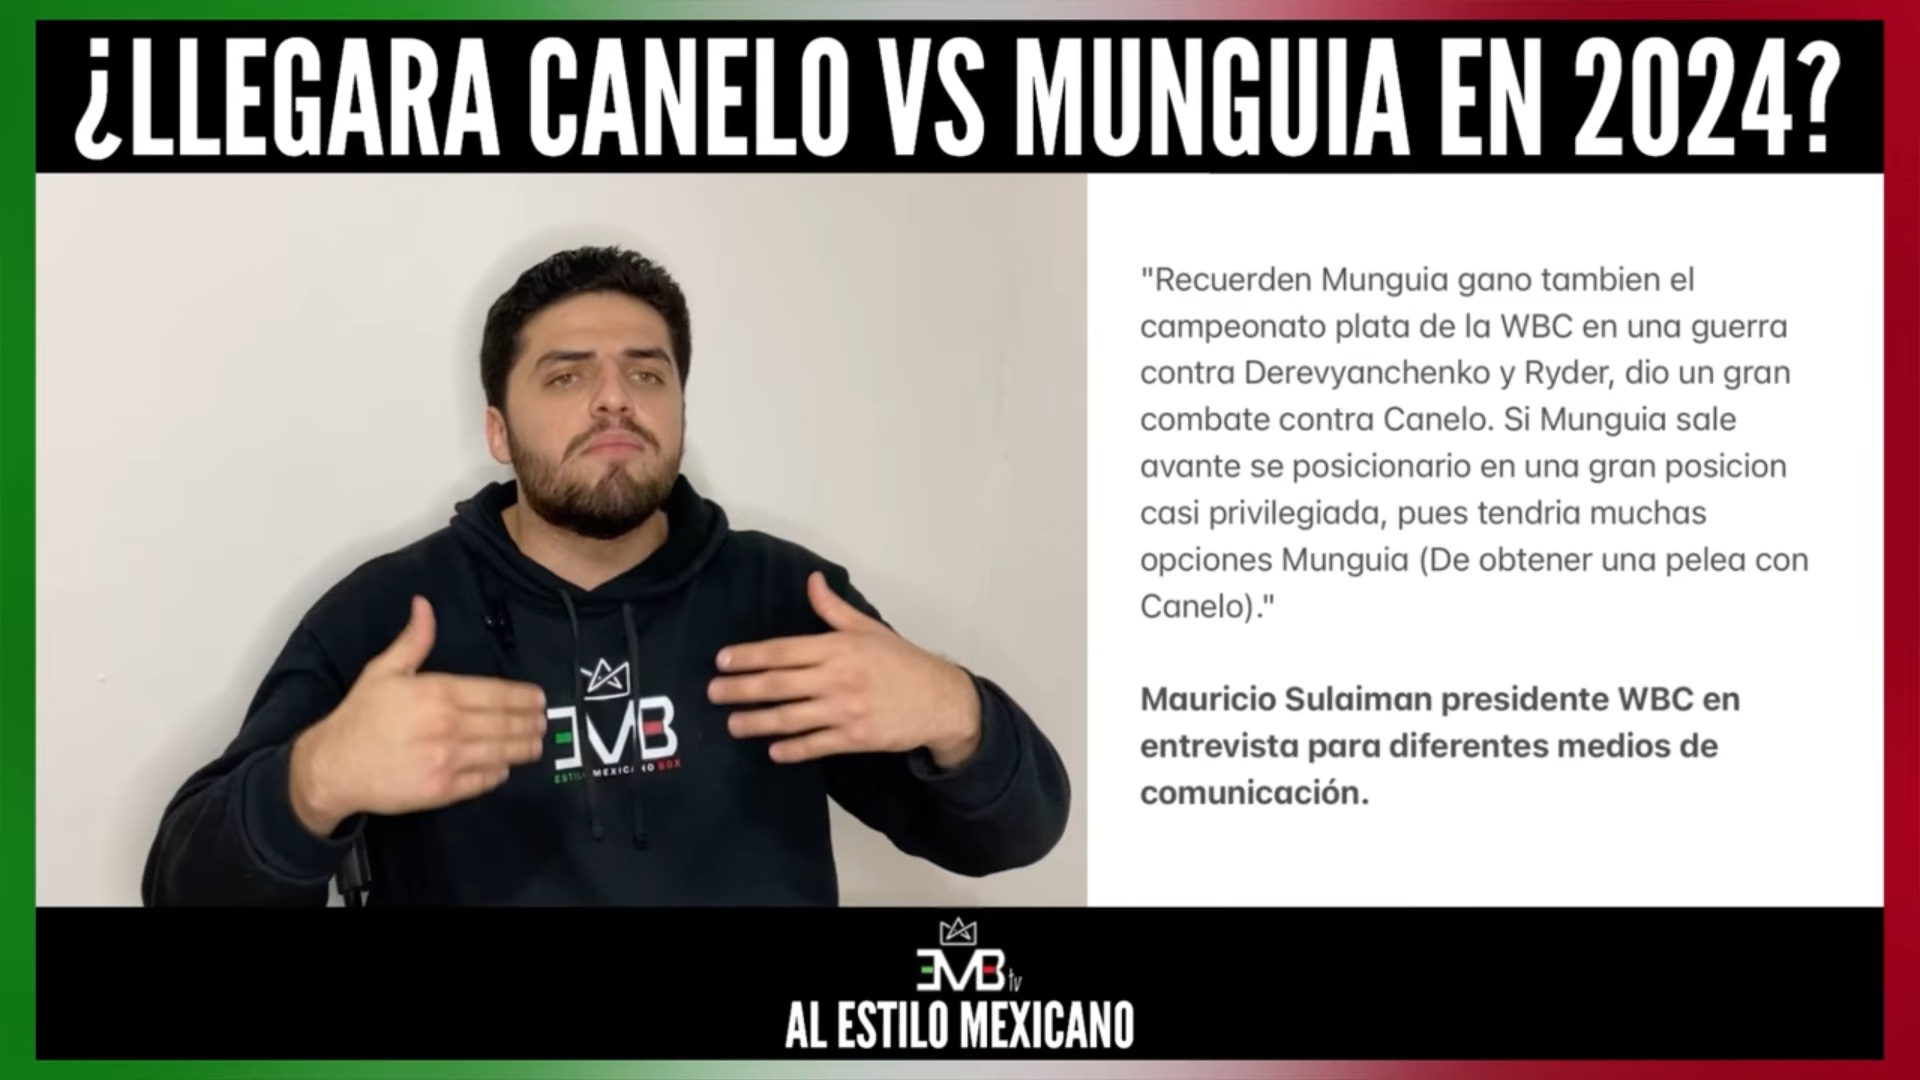 ¿LLEGARA CANELO VS MUNGUIA EN 2024?
"Recuerden Munguia gano tambien el
campeonato plata de la WBC en una guerra
contra Derevyanchenko y Ryder, dio un gran
combate contra Canelo. Si Munguia sale
avante se posicionario en una gran posicion
casi privilegiada, pues tendria muchas
opciones Munguia (De obtener una pelea con
Canelo)."
Mauricio Sulaiman presidente WBC en
entrevista para diferentes medios de
comunicación.
EMB
ESTILO MEXICANO BOX
EMB tv
AL ESTILO MEXICANO